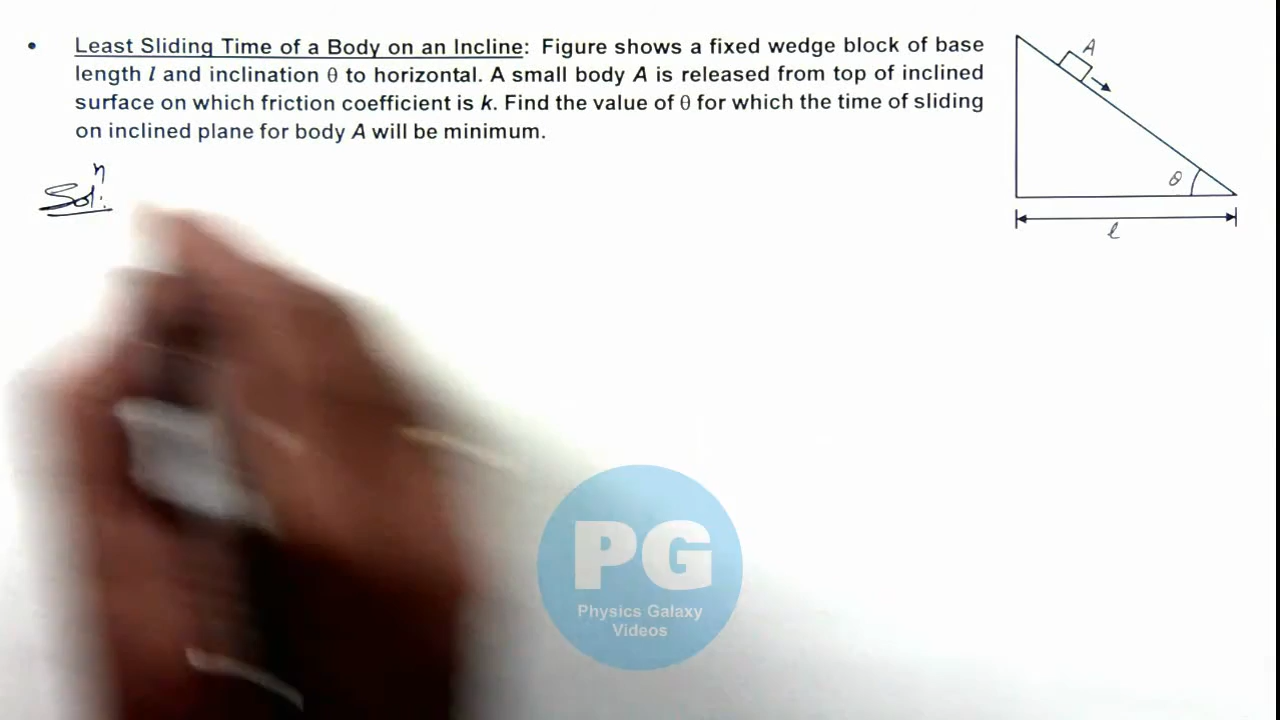 • Least Sliding Time of a Body on an Incline: Figure shows a fixed wedge block of base
length l and inclination θ to horizontal. A small body A is released from top of inclined
surface on which friction coefficient is k. Find the value of θ for which the time of sliding
on inclined plane for body A will be minimum.
A
θ
l
Solⁿ:
PG
Physics Galaxy
Videos